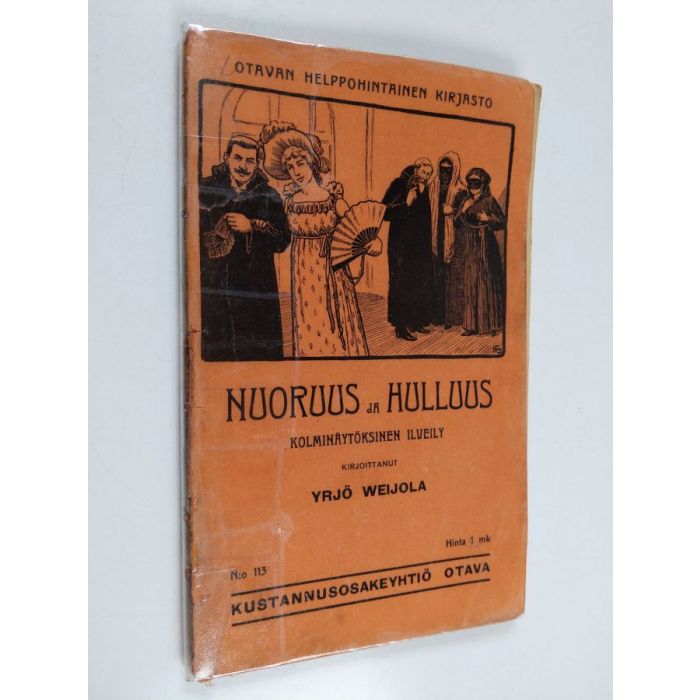 OTAVAN HELPPOHINTAINEN KIRJASTO
NUORUUS JA HULLUUS
KOLMINÄYTÖKSINEN ILVEILY
KIRJOITTANUT
YRJÖ WEIJOLA
N:o 113
Hinta 1 mk
KUSTANNUSOSAKEYHTIÖ OTAVA